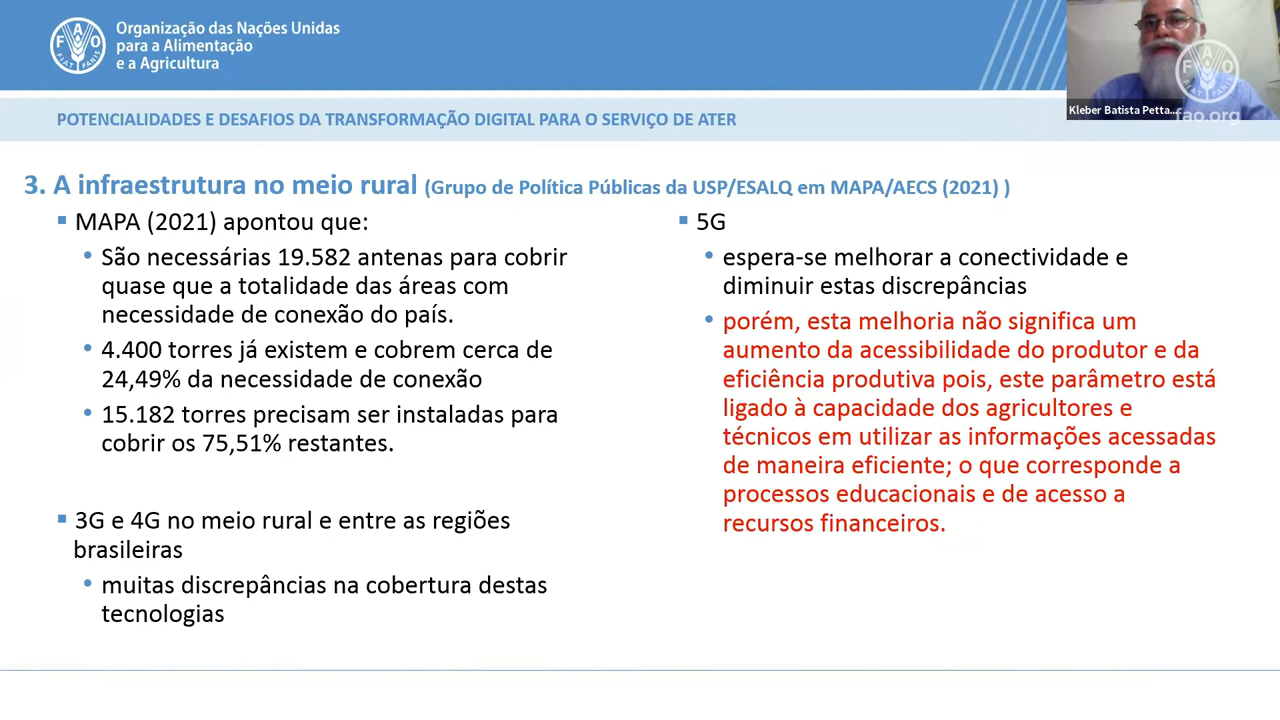 Organização das Nações Unidas
para a Alimentação
e a Agricultura
FAO
FIAT PANIS
FAO
fao.org
Kleber Batista Petta...
POTENCIALIDADES E DESAFIOS DA TRANSFORMAÇÃO DIGITAL PARA O SERVIÇO DE ATER
3. A infraestrutura no meio rural (Grupo de Política Públicas da USP/ESALQ em MAPA/AECS (2021) )
MAPA (2021) apontou que:
São necessárias 19.582 antenas para cobrir
quase que a totalidade das áreas com
necessidade de conexão do país.
4.400 torres já existem e cobrem cerca de
24,49% da necessidade de conexão
15.182 torres precisam ser instaladas para
cobrir os 75,51% restantes.
3G e 4G no meio rural e entre as regiões
brasileiras
muitas discrepâncias na cobertura destas
tecnologias
5G
espera-se melhorar a conectividade e
diminuir estas discrepâncias
porém, esta melhoria não significa um
aumento da acessibilidade do produtor e da
eficiência produtiva pois, este parâmetro está
ligado à capacidade dos agricultores e
técnicos em utilizar as informações acessadas
de maneira eficiente; o que corresponde a
processos educacionais e de acesso a
recursos financeiros.